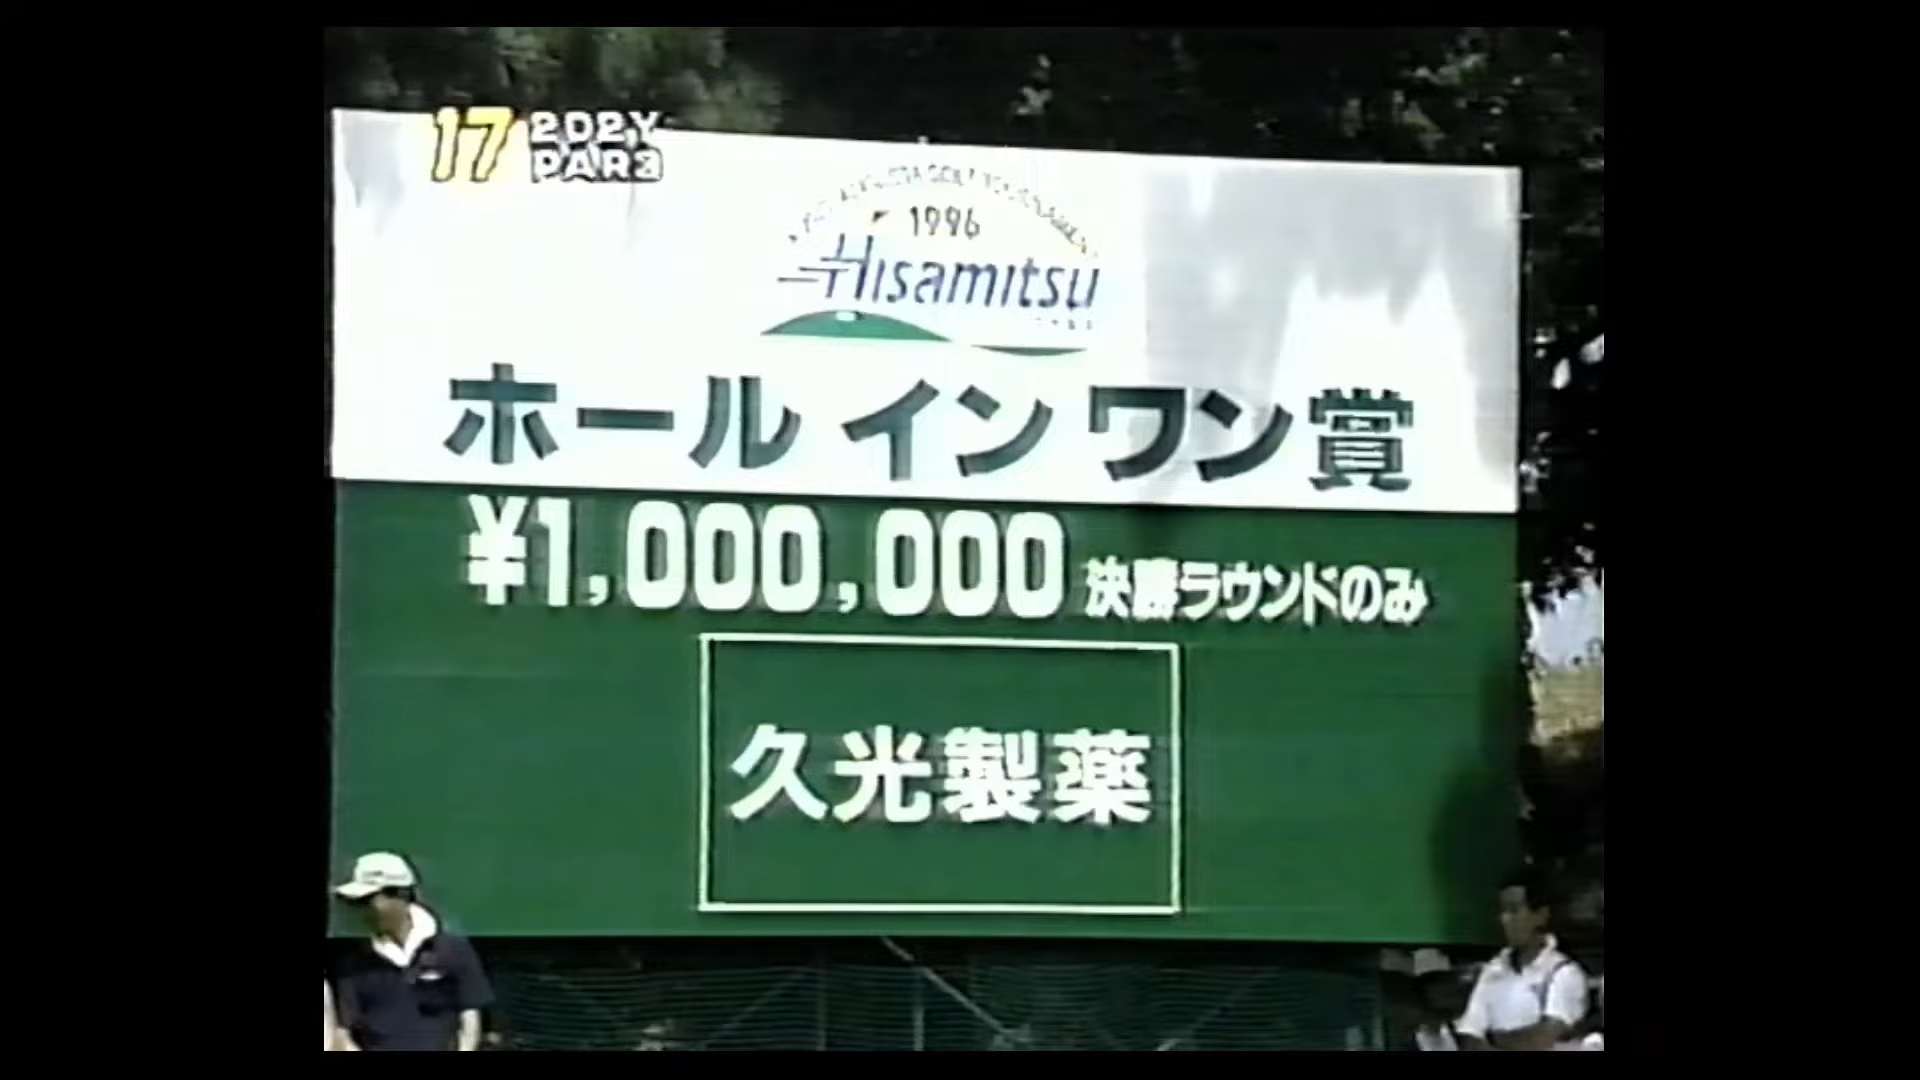 17 202Y
PAR3
1996
Hisamitsu
ホールインワン賞
¥1,000,000 決勝ラウンドのみ
久光製薬